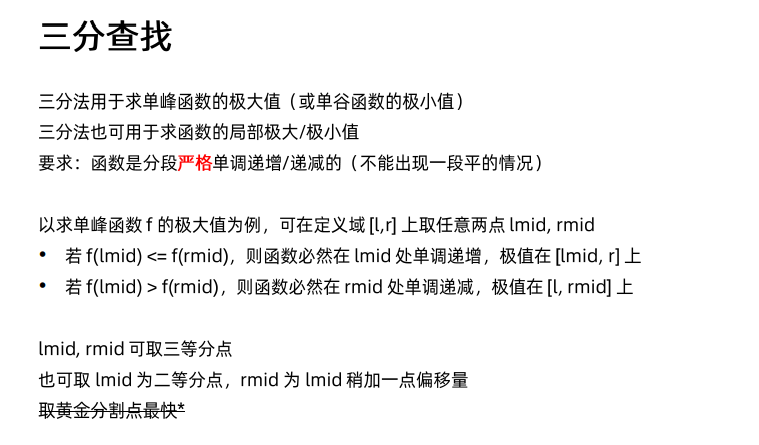 三分查找
三分法用于求单峰函数的极大值（或单谷函数的极小值）
三分法也可用于求函数的局部极大/极小值
要求：函数是分段严格单调递增/递减的（不能出现一段平的情况）
以求单峰函数 f 的极大值为例，可在定义域 [l,r] 上取任意两点 lmid, rmid
• 若 f(lmid) <= f(rmid)，则函数必然在 lmid 处单调递增，极值在 [lmid, r] 上
• 若 f(lmid) > f(rmid)，则函数必然在 rmid 处单调递减，极值在 [l, rmid] 上
lmid, rmid 可取三等分点
也可取 lmid 为二等分点，rmid 为 lmid 稍加一点偏移量
取黄金分割点最快*